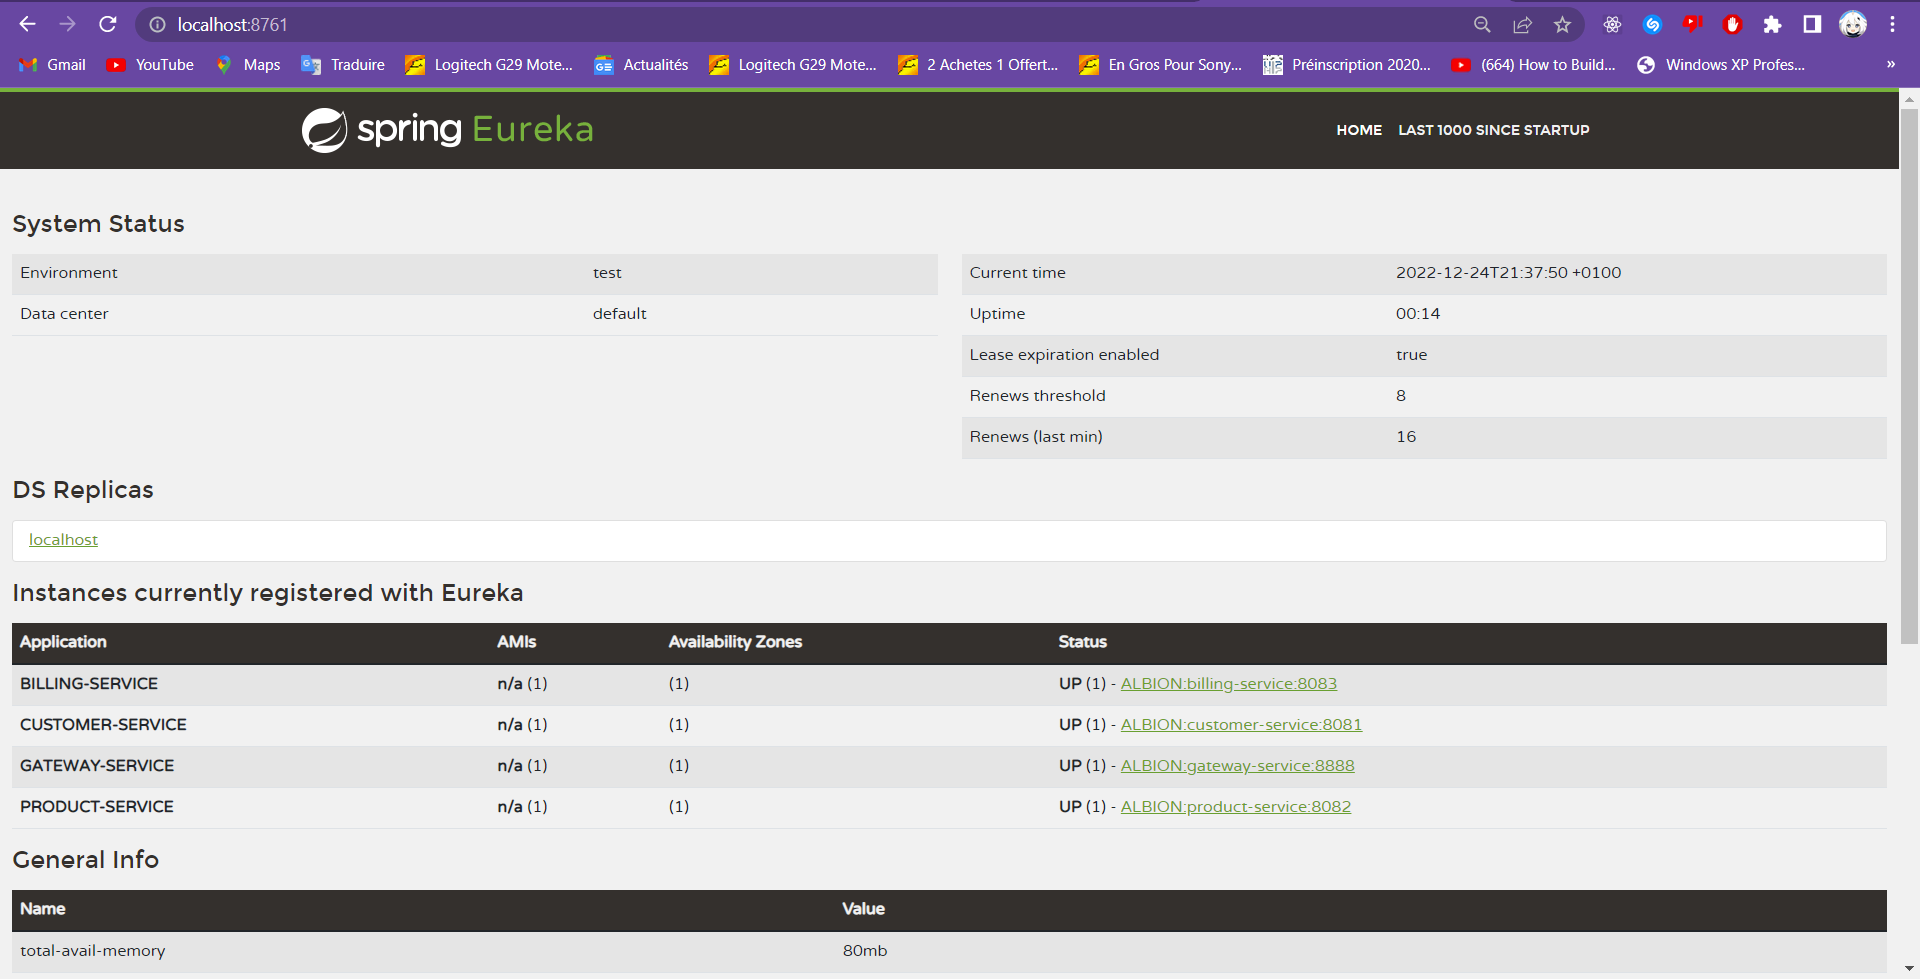 localhost:8761
Gmail YouTube Maps Traduire Logitech G29 Mote... Actualités Logitech G29 Mote... 2 Achetes 1 Offert... En Gros Pour Sony... Préinscription 2020... (664) How to Build... Windows XP Profes... »
spring Eureka HOME LAST 1000 SINCE STARTUP
System Status
Environment test
Data center default
Current time 2022-12-24T21:37:50 +0100
Uptime 00:14
Lease expiration enabled true
Renews threshold 8
Renews (last min) 16
DS Replicas
localhost
Instances currently registered with Eureka
Application AMIs Availability Zones Status
BILLING-SERVICE n/a (1) (1) UP (1) - ALBION:billing-service:8083
CUSTOMER-SERVICE n/a (1) (1) UP (1) - ALBION:customer-service:8081
GATEWAY-SERVICE n/a (1) (1) UP (1) - ALBION:gateway-service:8888
PRODUCT-SERVICE n/a (1) (1) UP (1) - ALBION:product-service:8082
General Info
Name Value
total-avail-memory 80mb